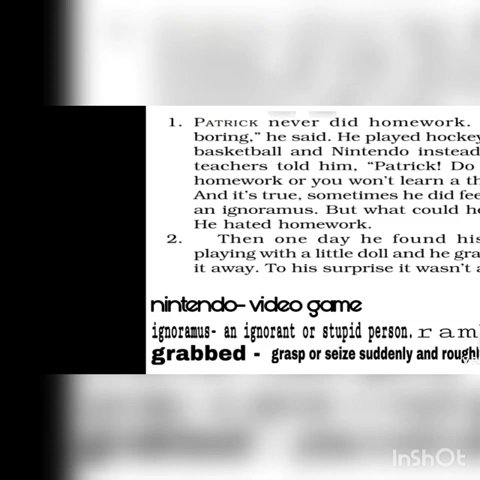 1. PATRICK never did homework.
boring," he said. He played hockey
basketball and Nintendo instead
teachers told him, "Patrick! Do
homework or you won't learn a th
And it's true, sometimes he did fee
an ignoramus. But what could he
He hated homework.
2. Then one day he found his
playing with a little doll and he gra
it away. To his surprise it wasn't a
nintendo- video game
ignoramus- an ignorant or stupid person. r am
grabbed - grasp or seize suddenly and roughly
InShOt